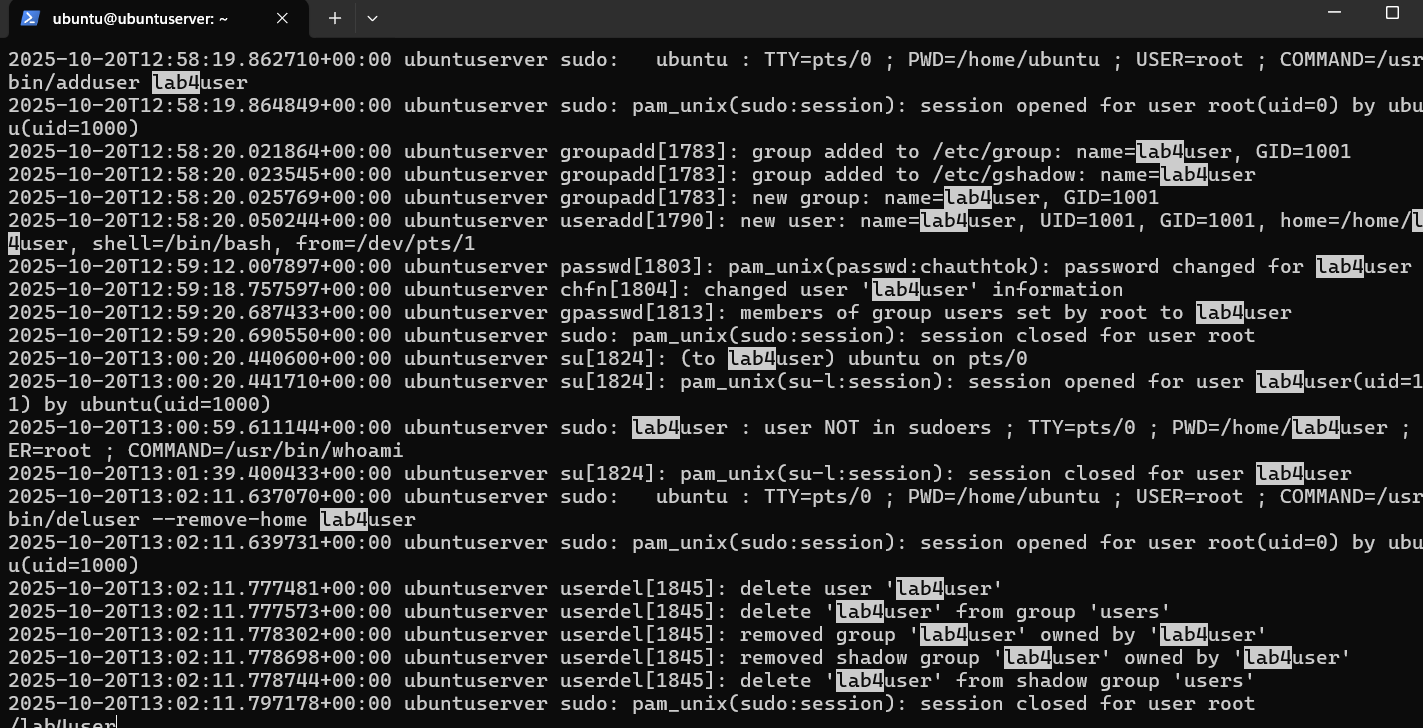 ubuntu@ubuntuserver: ~
2025-10-20T12:58:19.862710+00:00 ubuntuserver sudo:   ubuntu : TTY=pts/0 ; PWD=/home/ubuntu ; USER=root ; COMMAND=/usr
bin/adduser lab4user
2025-10-20T12:58:19.864849+00:00 ubuntuserver sudo: pam_unix(sudo:session): session opened for user root(uid=0) by ubu
u(uid=1000)
2025-10-20T12:58:20.021864+00:00 ubuntuserver groupadd[1783]: group added to /etc/group: name=lab4user, GID=1001
2025-10-20T12:58:20.023545+00:00 ubuntuserver groupadd[1783]: group added to /etc/gshadow: name=lab4user
2025-10-20T12:58:20.025769+00:00 ubuntuserver groupadd[1783]: new group: name=lab4user, GID=1001
2025-10-20T12:58:20.050244+00:00 ubuntuserver useradd[1790]: new user: name=lab4user, UID=1001, GID=1001, home=/home/l
4user, shell=/bin/bash, from=/dev/pts/1
2025-10-20T12:59:12.007897+00:00 ubuntuserver passwd[1803]: pam_unix(passwd:chauthtok): password changed for lab4user
2025-10-20T12:59:18.757597+00:00 ubuntuserver chfn[1804]: changed user 'lab4user' information
2025-10-20T12:59:20.687433+00:00 ubuntuserver gpasswd[1813]: members of group users set by root to lab4user
2025-10-20T12:59:20.690550+00:00 ubuntuserver sudo: pam_unix(sudo:session): session closed for user root
2025-10-20T13:00:20.440600+00:00 ubuntuserver su[1824]: (to lab4user) ubuntu on pts/0
2025-10-20T13:00:20.441710+00:00 ubuntuserver su[1824]: pam_unix(su-l:session): session opened for user lab4user(uid=1
1) by ubuntu(uid=1000)
2025-10-20T13:00:59.611144+00:00 ubuntuserver sudo: lab4user : user NOT in sudoers ; TTY=pts/0 ; PWD=/home/lab4user ;
ER=root ; COMMAND=/usr/bin/whoami
2025-10-20T13:01:39.400433+00:00 ubuntuserver su[1824]: pam_unix(su-l:session): session closed for user lab4user
2025-10-20T13:02:11.637070+00:00 ubuntuserver sudo:   ubuntu : TTY=pts/0 ; PWD=/home/ubuntu ; USER=root ; COMMAND=/usr
bin/deluser --remove-home lab4user
2025-10-20T13:02:11.639731+00:00 ubuntuserver sudo: pam_unix(sudo:session): session opened for user root(uid=0) by ubu
u(uid=1000)
2025-10-20T13:02:11.777481+00:00 ubuntuserver userdel[1845]: delete user 'lab4user'
2025-10-20T13:02:11.777573+00:00 ubuntuserver userdel[1845]: delete 'lab4user' from group 'users'
2025-10-20T13:02:11.778302+00:00 ubuntuserver userdel[1845]: removed group 'lab4user' owned by 'lab4user'
2025-10-20T13:02:11.778698+00:00 ubuntuserver userdel[1845]: removed shadow group 'lab4user' owned by 'lab4user'
2025-10-20T13:02:11.778744+00:00 ubuntuserver userdel[1845]: delete 'lab4user' from shadow group 'users'
2025-10-20T13:02:11.797178+00:00 ubuntuserver sudo: pam_unix(sudo:session): session closed for user root
/lab4user